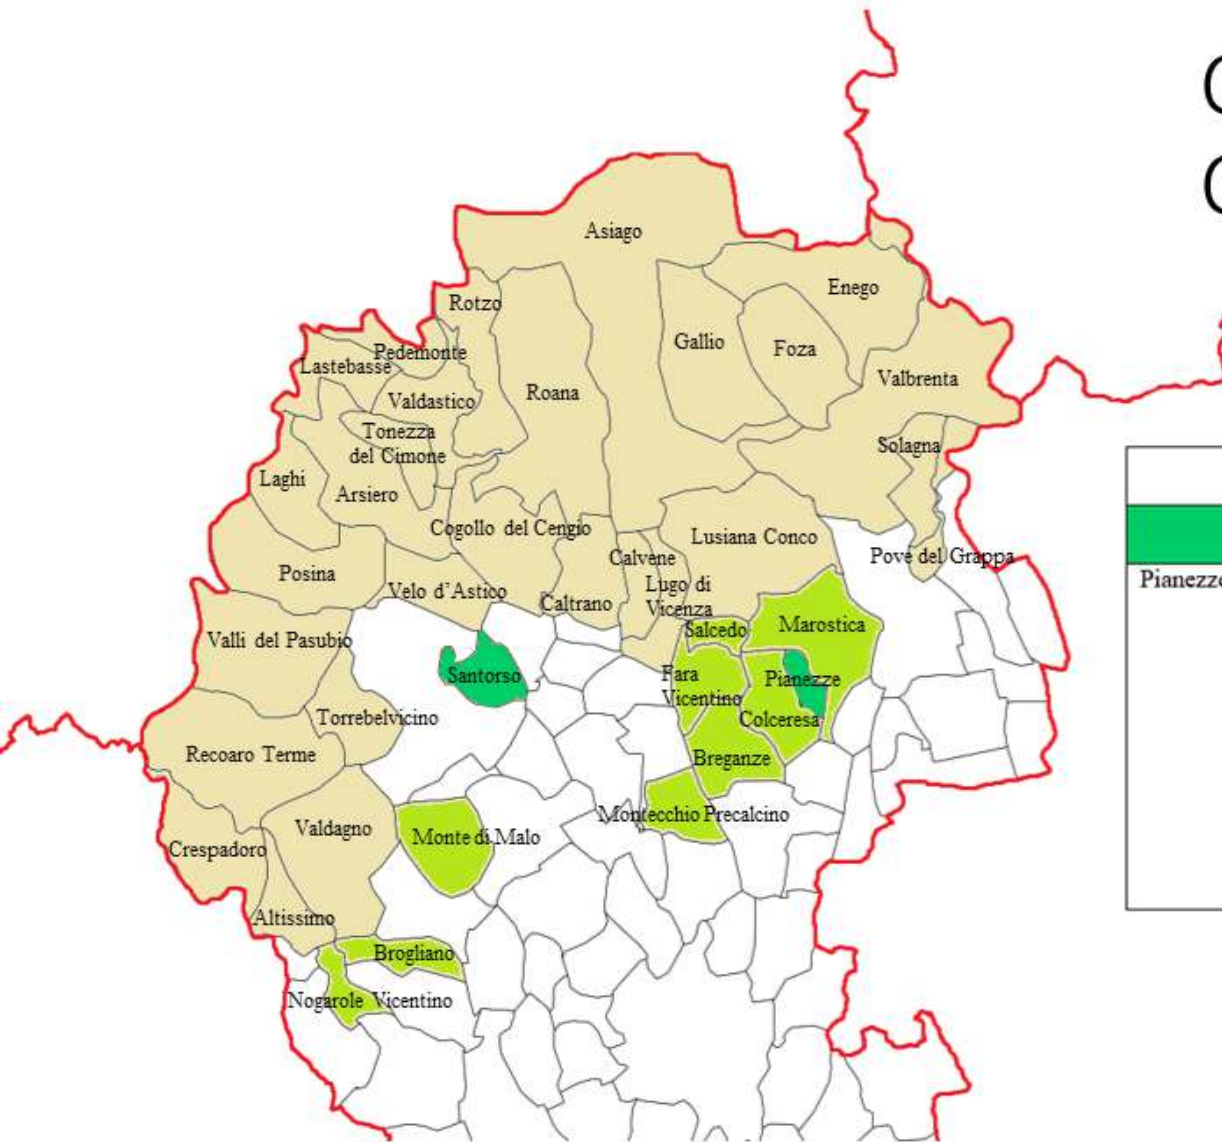 Asiago
Enego
Rotzo
Gallio
Foza
Pedemonte
Lastebasse
Valbrenta
Roana
Valdastico
Tonezza
del Cimone
Solagna
Laghi
Arsiero
Cogollo del Cengio
Lusiana Conco
Calvene
Pove del Grappa
Posina
Lugo di
Vicenza
Velo d'Astico
Caltrano
Pianezze
Marostica
Salcedo
Valli del Pasubio
Santorso
Fara
Vicentino
Pianezze
Torrebelvicino
Colceresa
Recoaro Terme
Breganze
Montecchio Precalcino
Valdagno
Monte di Malo
Crespadoro
Altissimo
Brogliano
Nogarole Vicentino